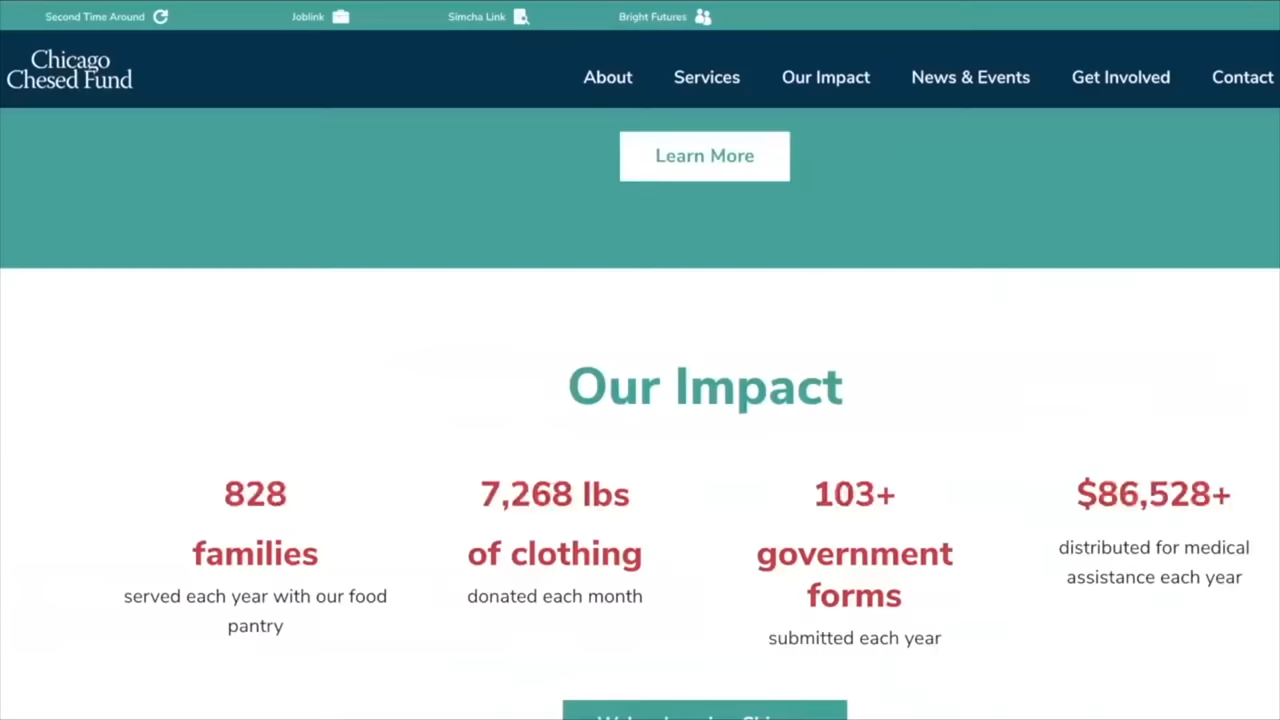 Second Time Around
Joblink
Simcha Link
Bright Futures
Chicago
Chesed Fund
About
Services
Our Impact
News & Events
Get Involved
Contact
Learn More
Our Impact
828
families
served each year with our food
pantry
7,268 lbs
of clothing
donated each month
103+
government
forms
submitted each year
$86,528+
distributed for medical
assistance each year